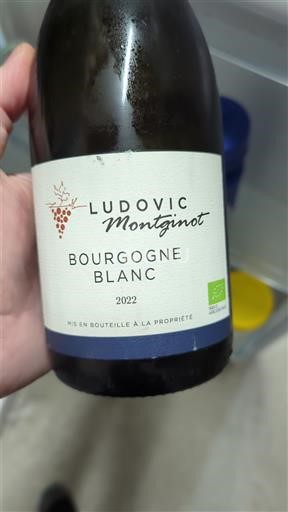 LUDOVIC
Montginot
BOURGOGNE
BLANC
2022
MIS EN BOUTEILLE À LA PROPRIÉTÉ